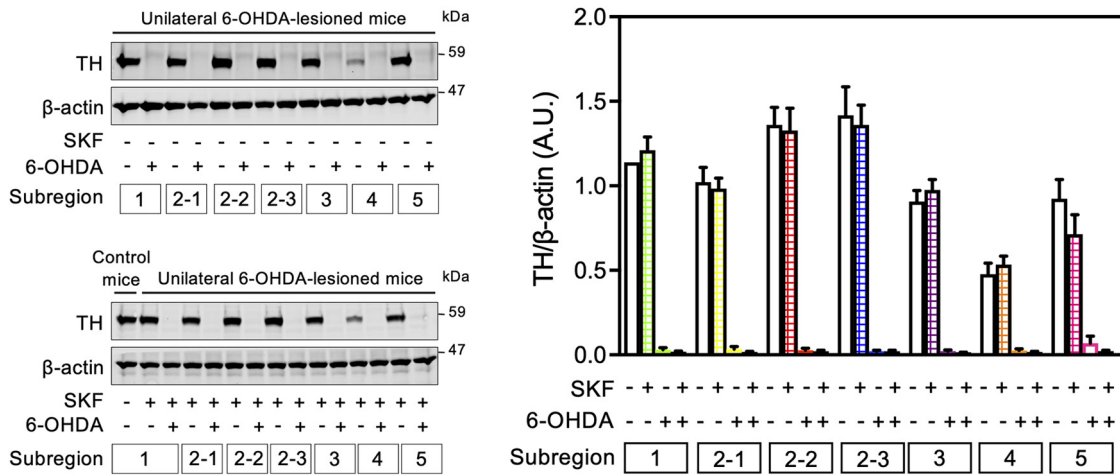 Unilateral 6-OHDA-lesioned mice
kDa
TH
59
β-actin
47
SKF - - - - - - - - - - - - - -
6-OHDA - + - + - + - + - + - + - +
Subregion 1 2-1 2-2 2-3 3 4 5
Control mice
Unilateral 6-OHDA-lesioned mice
kDa
TH
59
β-actin
47
SKF - + + + + + + + + + + + + + +
6-OHDA - - + - + - + - + - + - + - +
Subregion 1 2-1 2-2 2-3 3 4 5
TH/β-actin (A.U.)
2.0
1.5
1.0
0.5
0.0
SKF - + - + - + - + - + - + - + - + - + - + - + - + - + - +
6-OHDA - - + + - - + + - - + + - - + + - - + + - - + + - - + +
Subregion 1 2-1 2-2 2-3 3 4 5